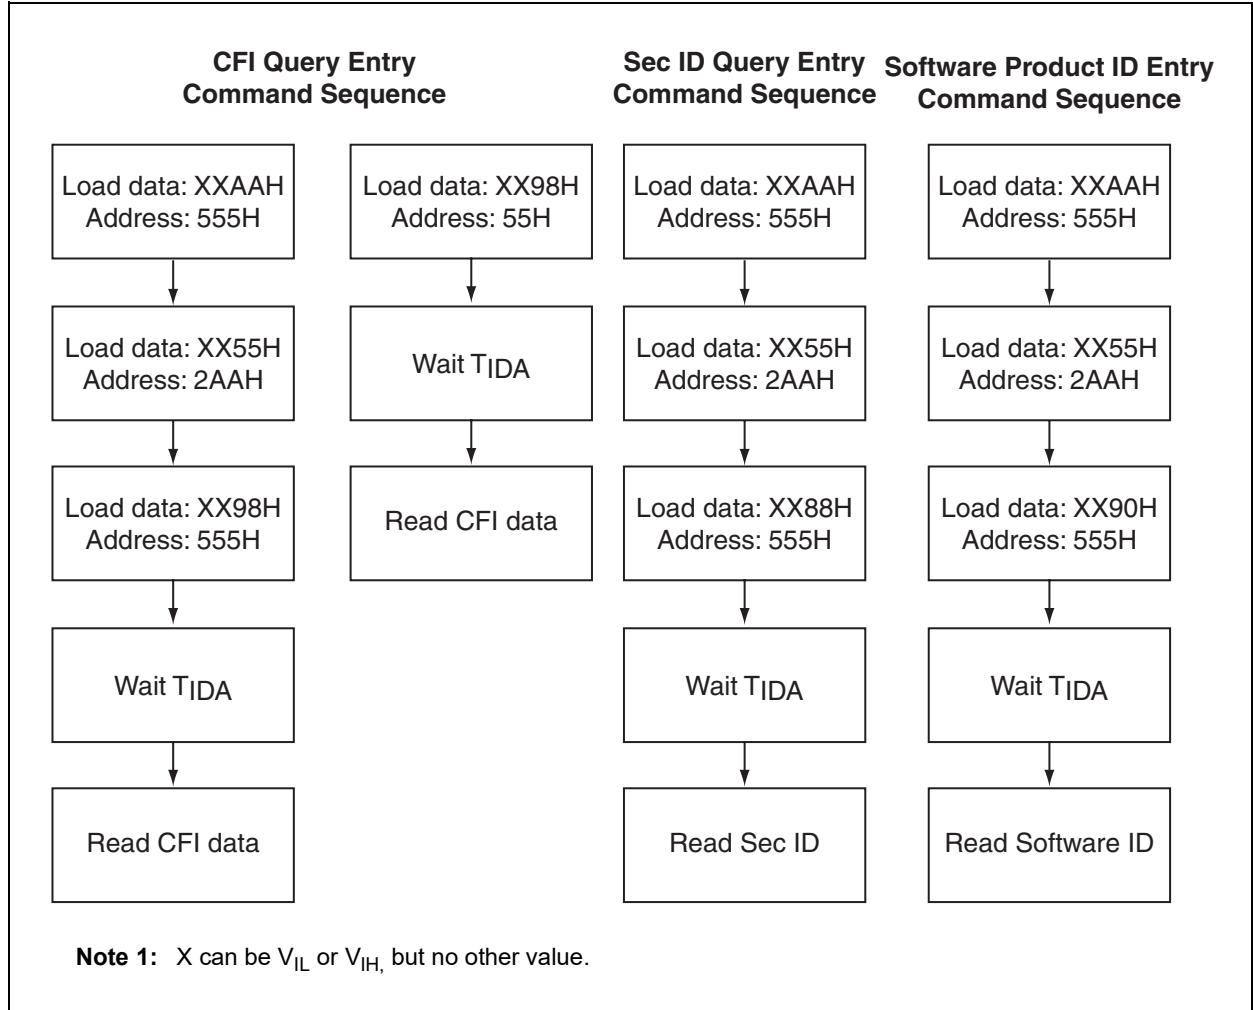 CFI Query Entry
Command Sequence
Load data: XXAAH
Address: 555H
Load data: XX55H
Address: 2AAH
Load data: XX98H
Address: 555H
Wait TIDA
Read CFI data
Load data: XX98H
Address: 55H
Wait TIDA
Read CFI data
Sec ID Query Entry
Command Sequence
Load data: XXAAH
Address: 555H
Load data: XX55H
Address: 2AAH
Load data: XX88H
Address: 555H
Wait TIDA
Read Sec ID
Software Product ID Entry
Command Sequence
Load data: XXAAH
Address: 555H
Load data: XX55H
Address: 2AAH
Load data: XX90H
Address: 555H
Wait TIDA
Read Software ID
Note 1: X can be VIL or VIH, but no other value.